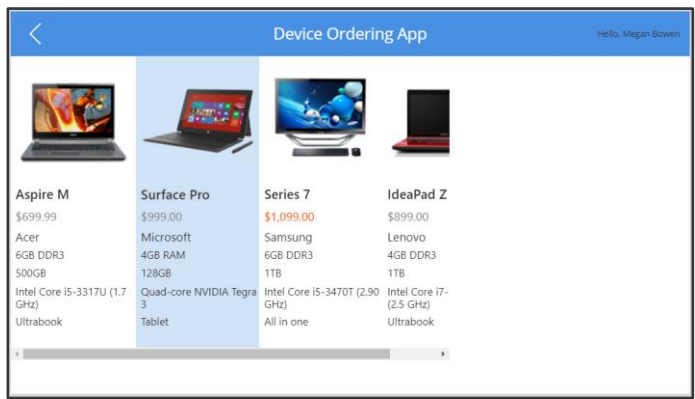 Device Ordering App
Hello, Megan Bowen
Aspire M
$699.99
Acer
6GB DDR3
500GB
Intel Core i5-3317U (1.7
GHz)
Ultrabook
Surface Pro
$999.00
Microsoft
4GB RAM
128GB
Quad-core NVIDIA Tegra
3
Tablet
Series 7
$1,099.00
Samsung
6GB DDR3
1TB
Intel Core i5-3470T (2.90
GHz)
All in one
IdeaPad Z
$899.00
Lenovo
4GB DDR3
1TB
Intel Core i7-
(2.5 GHz)
Ultrabook